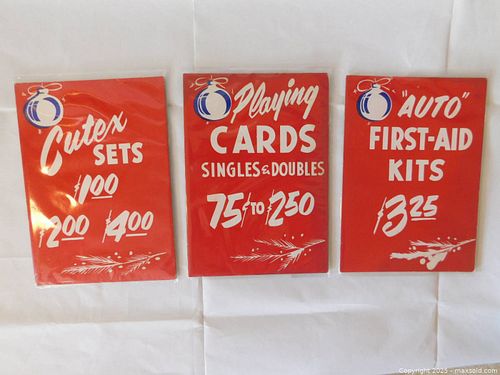 Cutex
SETS
$1.00
$2.00 $4.00
Playing
CARDS
SINGLES & DOUBLES
75¢ TO $2.50
"AUTO"
FIRST-AID
KITS
$3.25
Copyright 2025 - maxsold.com